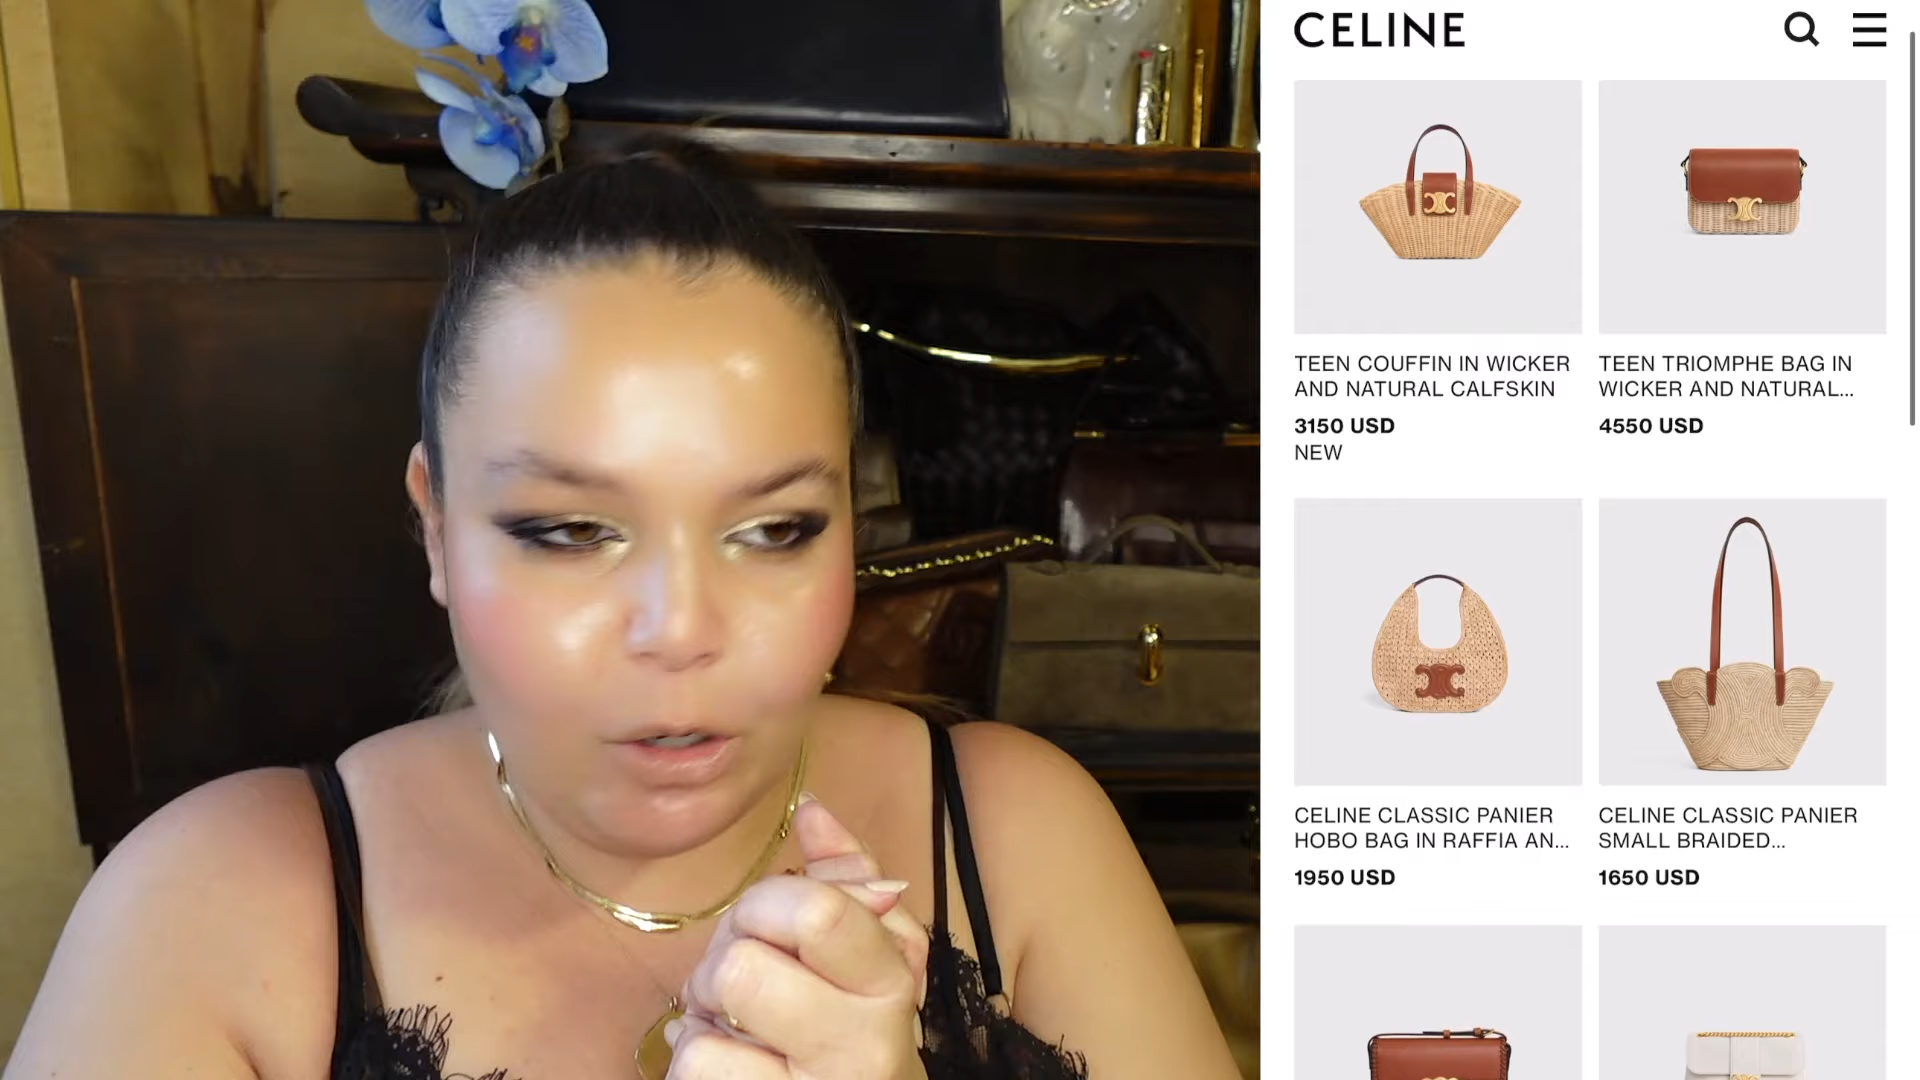 CELINE
TEEN COUFFIN IN WICKER
AND NATURAL CALFSKIN
3150 USD
NEW
TEEN TRIOMPHE BAG IN
WICKER AND NATURAL...
4550 USD
CELINE CLASSIC PANIER
HOBO BAG IN RAFFIA AN...
1950 USD
CELINE CLASSIC PANIER
SMALL BRAIDED...
1650 USD